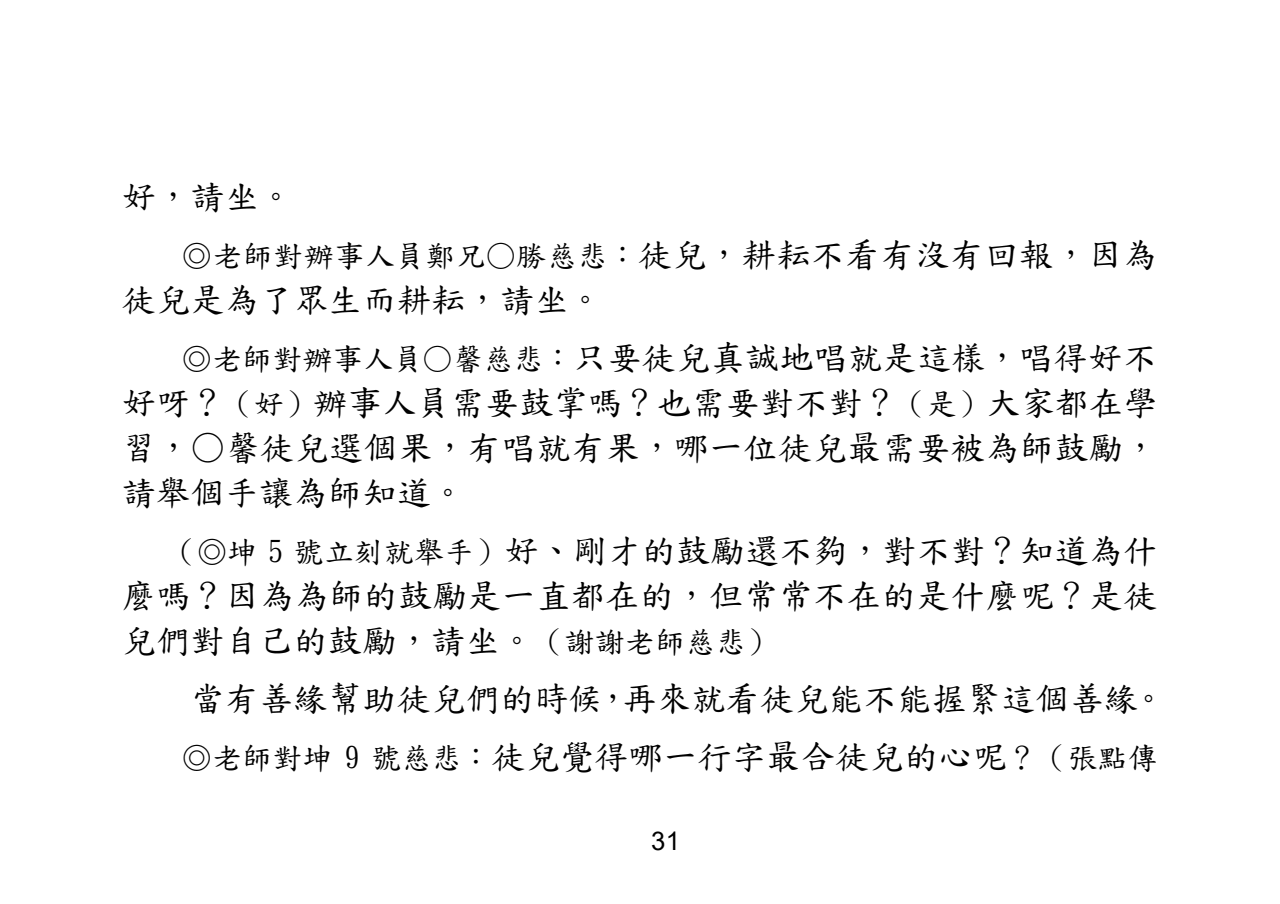 好，請坐。
◎老師對辦事人員鄭兄○勝慈悲：徒兒，耕耘不看有沒有回報，因為
徒兒是為了眾生而耕耘，請坐。
◎老師對辦事人員○馨慈悲：只要徒兒真誠地唱就是這樣，唱得好不
好呀？（好）辦事人員需要鼓掌嗎？也需要對不對？（是）大家都在學
習，○馨徒兒選個果，有唱就有果，哪一位徒兒最需要被為師鼓勵，
請舉個手讓為師知道。
（◎坤 5 號立刻就舉手）好、剛才的鼓勵還不夠，對不對？知道為什
麼嗎？因為為師的鼓勵是一直都在的，但常常不在的是什麼呢？是徒
兒們對自己的鼓勵，請坐。（謝謝老師慈悲）
當有善緣幫助徒兒們的時候，再來就看徒兒能不能握緊這個善緣。
◎老師對坤 9 號慈悲：徒兒覺得哪一行字最合徒兒的心呢？（張點傳
31